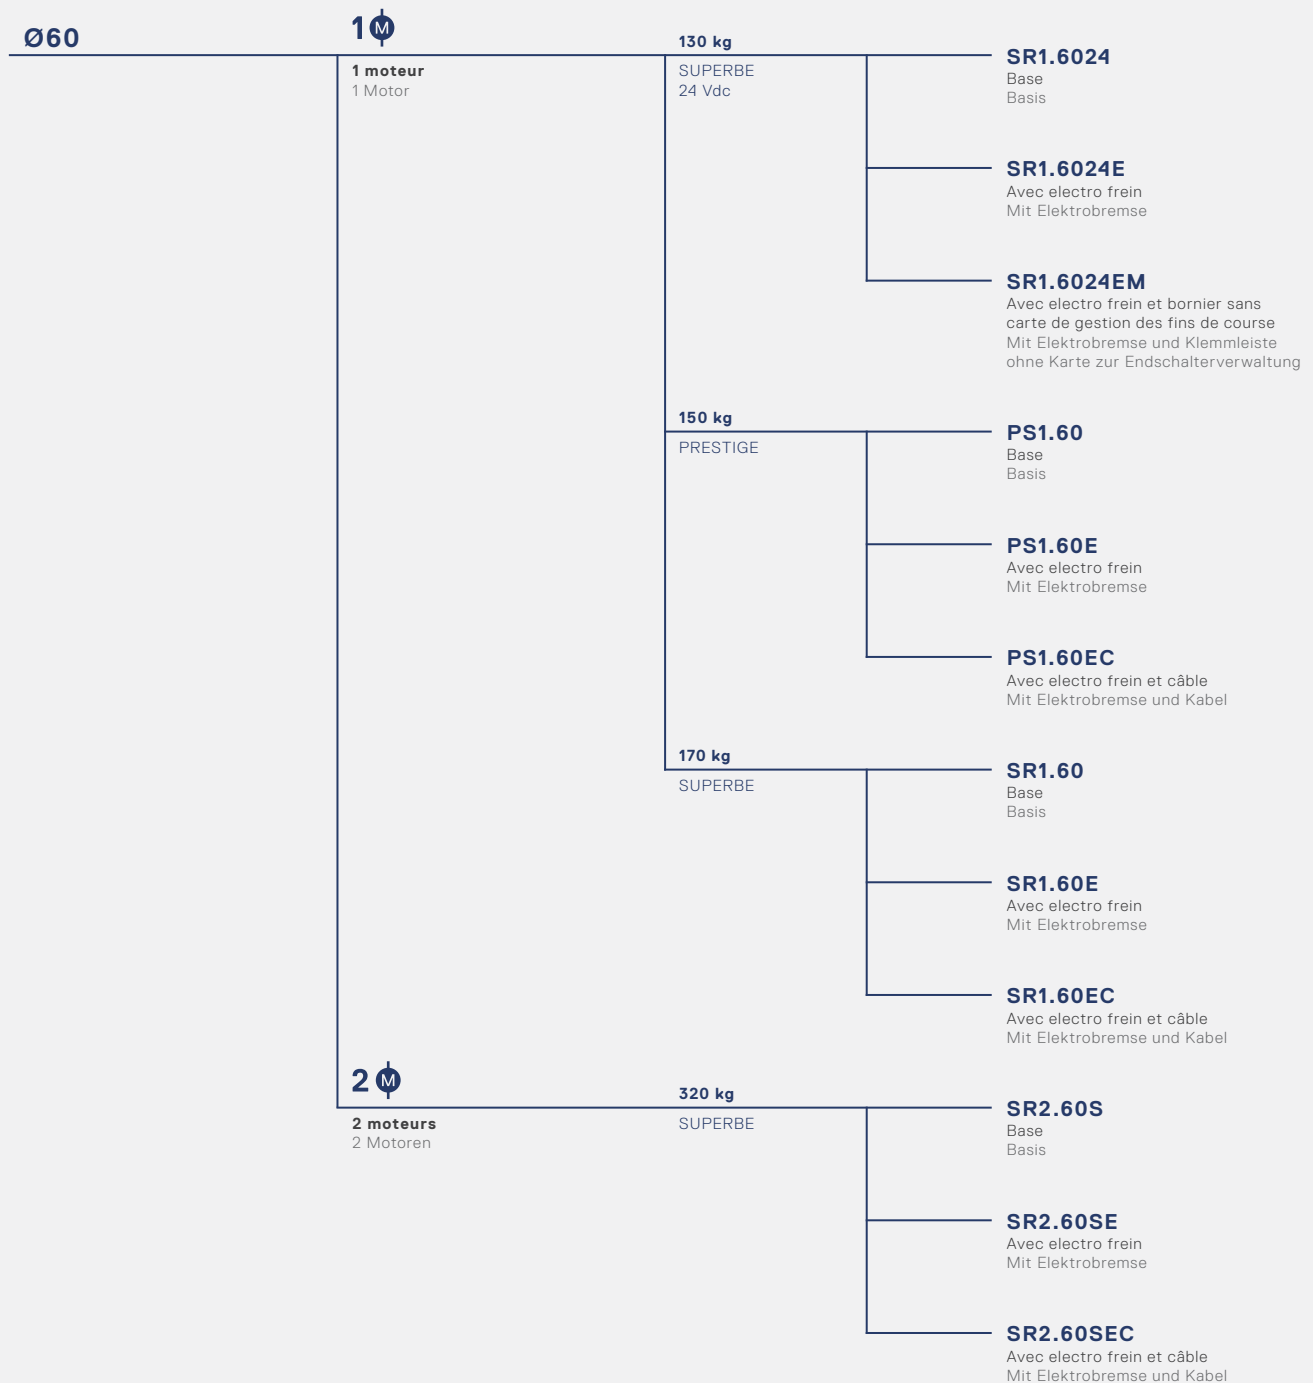 Ø60
1 M
1 moteur
1 Motor
130 kg
SUPERBE
24 Vdc
SR1.6024
Base
Basis
SR1.6024E
Avec electro frein
Mit Elektrobremse
SR1.6024EM
Avec electro frein et bornier sans
carte de gestion des fins de course
Mit Elektrobremse und Klemmleiste
ohne Karte zur Endschalterverwaltung
150 kg
PRESTIGE
PS1.60
Base
Basis
PS1.60E
Avec electro frein
Mit Elektrobremse
PS1.60EC
Avec electro frein et câble
Mit Elektrobremse und Kabel
170 kg
SUPERBE
SR1.60
Base
Basis
SR1.60E
Avec electro frein
Mit Elektrobremse
SR1.60EC
Avec electro frein et câble
Mit Elektrobremse und Kabel
2 M
2 moteurs
2 Motoren
320 kg
SUPERBE
SR2.60S
Base
Basis
SR2.60SE
Avec electro frein
Mit Elektrobremse
SR2.60SEC
Avec electro frein et câble
Mit Elektrobremse und Kabel